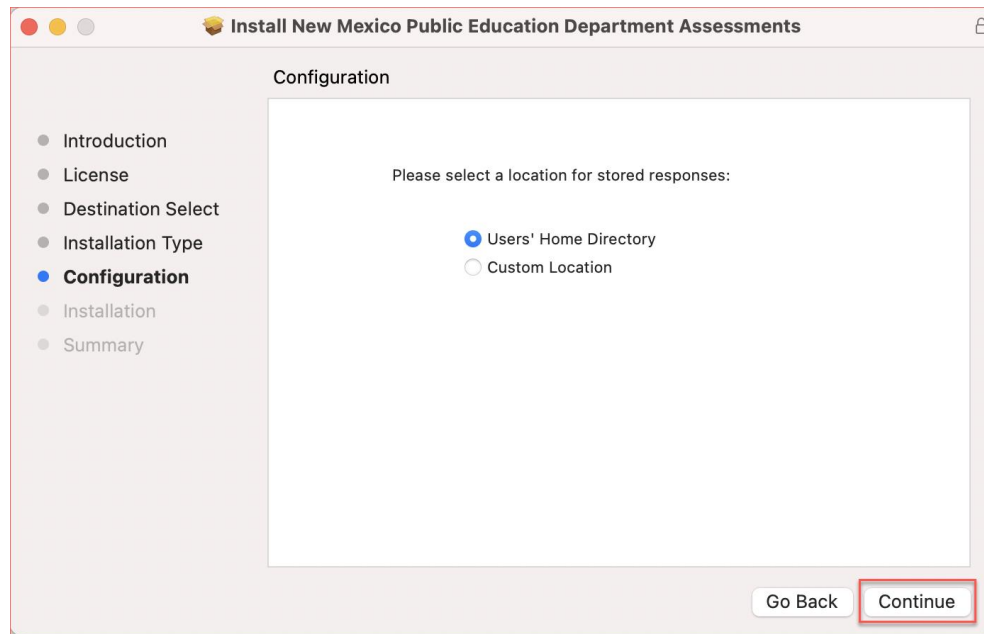 Install New Mexico Public Education Department Assessments
Configuration
Introduction
License
Destination Select
Installation Type
Configuration
Installation
Summary
Please select a location for stored responses:
Users' Home Directory
Custom Location
Go Back
Continue